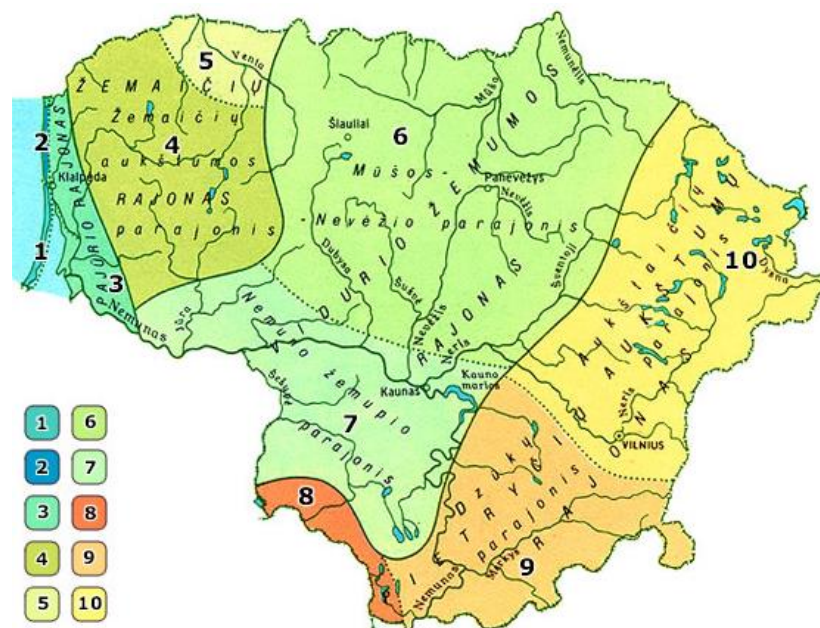 5
Venta
ŽEMAIČIŲ
Nemunėlis
Mūša
2
PAJŪRIO RAJONAS
Žemaičių
4
Šiauliai
6
VIDURIO ŽEMUMOS
Klaipėda
aukštumos
Mūšos-
Panevėžys
RAJONAS
Nevėžis
parajonis
-Nevėžio parajonis
10
1
3
Dubysa
Šušvė
Šventoji
Aukštaičių
Dysna
Nemunas
Jūra
Nemuno
Nevėžis
RAJONAS
Neris
parajonis
žemupio
Kauno
marios
Šešupė
Kaunas
Neris
parajonis
7
VILNIUS
1 6
2 7
Dzūkų
3 8
8
parajonis
4 9
Nemunas
Merkys
9
5 10